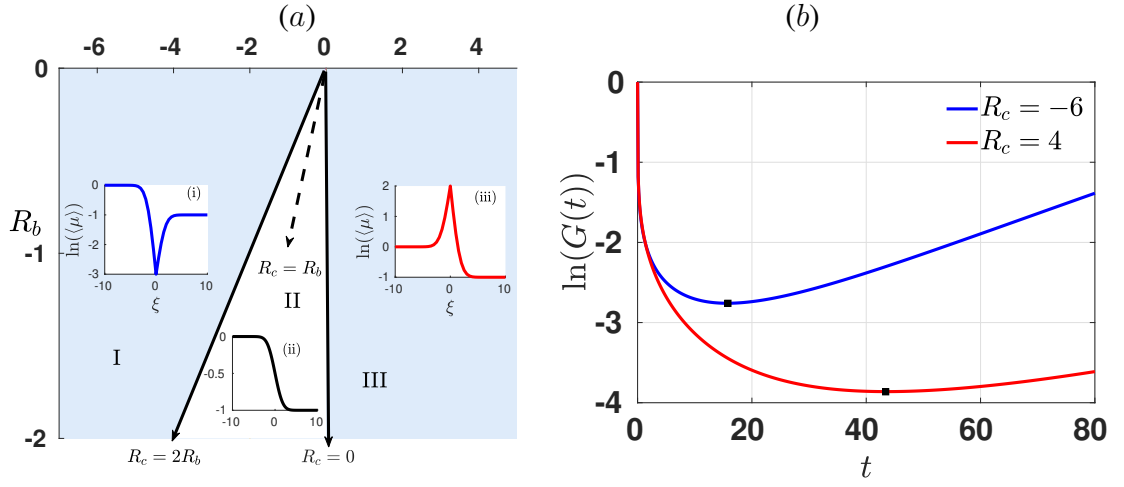 (a)
-6 -4 -2 0 2 4
0
R_b
-1
-2
(i)
ln(⟨μ⟩)
0
-1
-2
-3
-10 0 10
ξ
(iii)
ln(⟨μ⟩)
2
1
0
-1
-10 0 10
ξ
R_c = R_b
II
(ii)
0
-0.5
-1
-10 0 10
I
III
R_c = 2R_b
R_c = 0
(b)
ln(G(t))
0
-1
-2
-3
-4
R_c = −6
R_c = 4
0 20 40 60 80
t